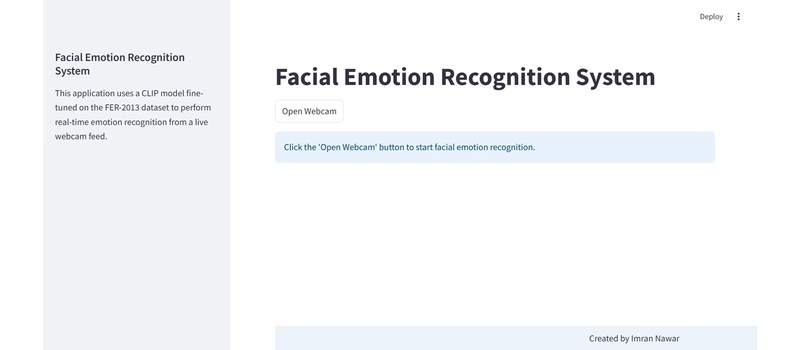 Deploy
Facial Emotion Recognition
System
This application uses a CLIP model fine-
tuned on the FER-2013 dataset to perform
real-time emotion recognition from a live
webcam feed.
Facial Emotion Recognition System
Open Webcam
Click the 'Open Webcam' button to start facial emotion recognition.
Created by Imran Nawar